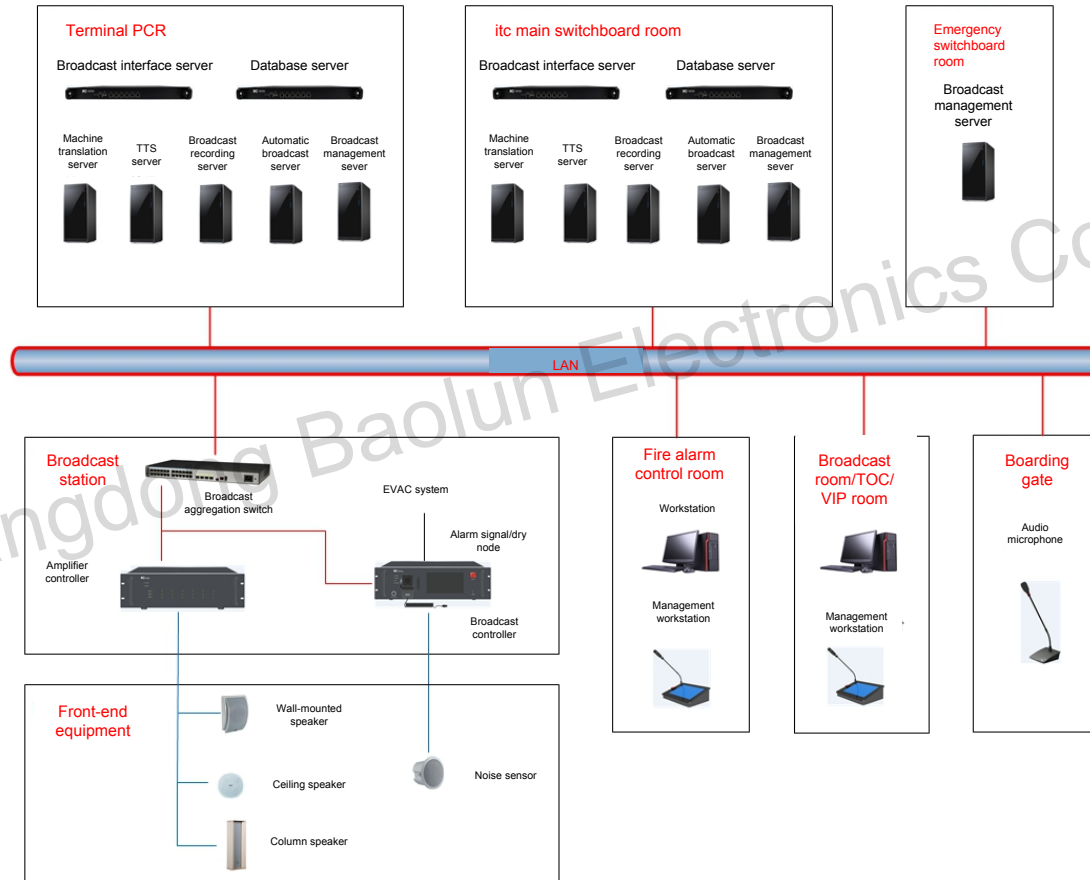 Terminal PCR
Broadcast interface server
Database server
Machine
translation
server
TTS
server
Broadcast
recording
server
Automatic
broadcast
server
Broadcast
management
sever
itc main switchboard room
Broadcast interface server
Database server
Machine
translation
server
TTS
server
Broadcast
recording
server
Automatic
broadcast
server
Broadcast
management
sever
Emergency
switchboard
room
Broadcast
management
server
LAN
ngdong Baolun Electronics Co
Broadcast
station
Broadcast
aggregation switch
EVAC system
Alarm signal/dry
node
Amplifier
controller
Broadcast
controller
Fire alarm
control room
Workstation
Management
workstation
Broadcast
room/TOC/
VIP room
Management
workstation
Boarding
gate
Audio
microphone
Front-end
equipment
Wall-mounted
speaker
Ceiling speaker
Column speaker
Noise sensor